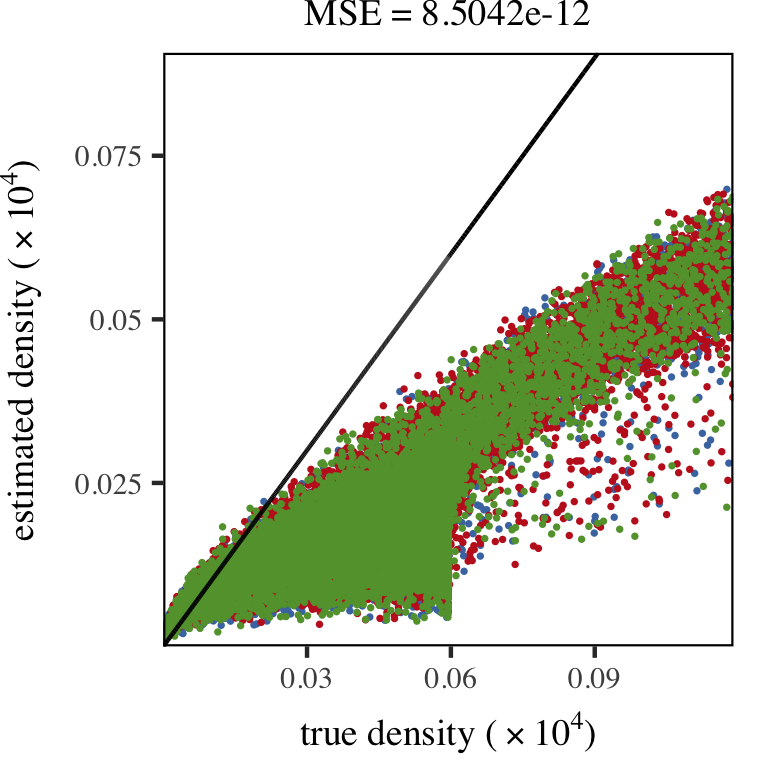 MSE = 8.5042e-12
estimated density ( × 10⁴)
0.075
0.05
0.025
0.03 0.06 0.09
true density ( × 10⁴)